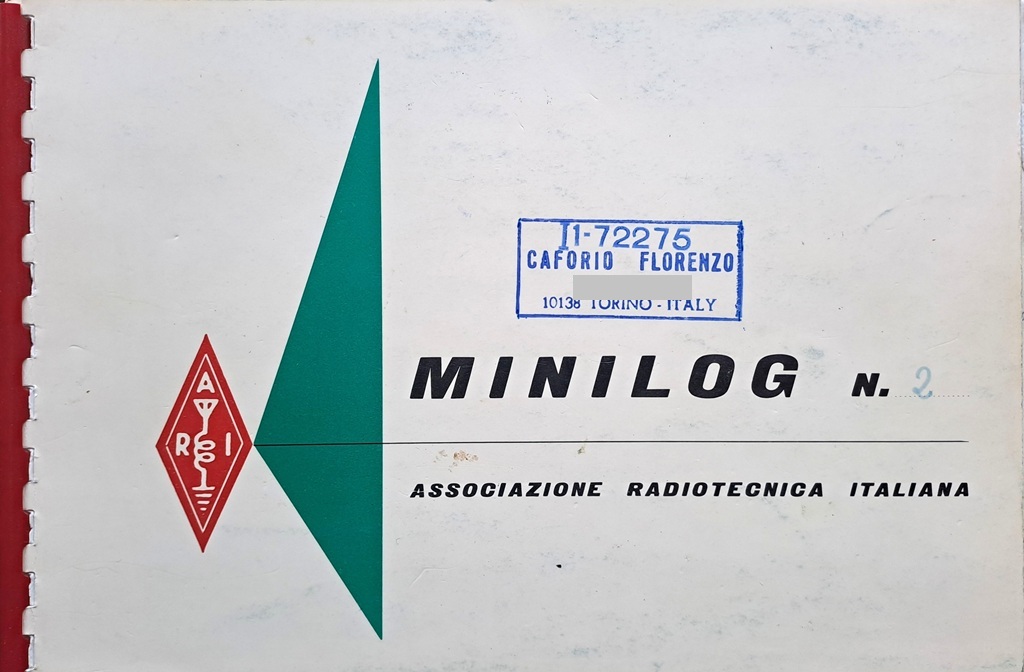 I1-72275
CAFORIO FLORENZO
10138 TORINO - ITALY
MINILOG N. 2
A
R I
ASSOCIAZIONE RADIOTECNICA ITALIANA